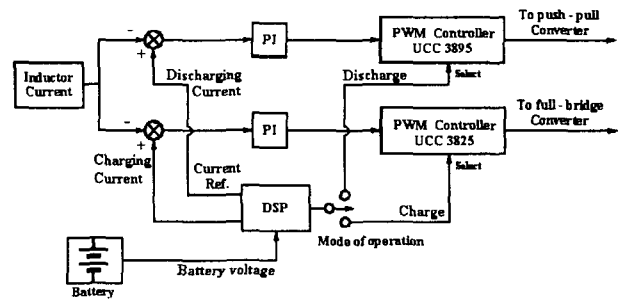 To push - pull
Converter
PI
PWM Controller
UCC 3895
- 
+
Inductor
Current
Discharging
Current
Discharge
Select
To full - bridge
Converter
-
+
PI
PWM Controller
UCC 3825
Charging
Current
Current
Ref.
Select
DSP
Charge
Mode of operation
Battery voltage
Battery